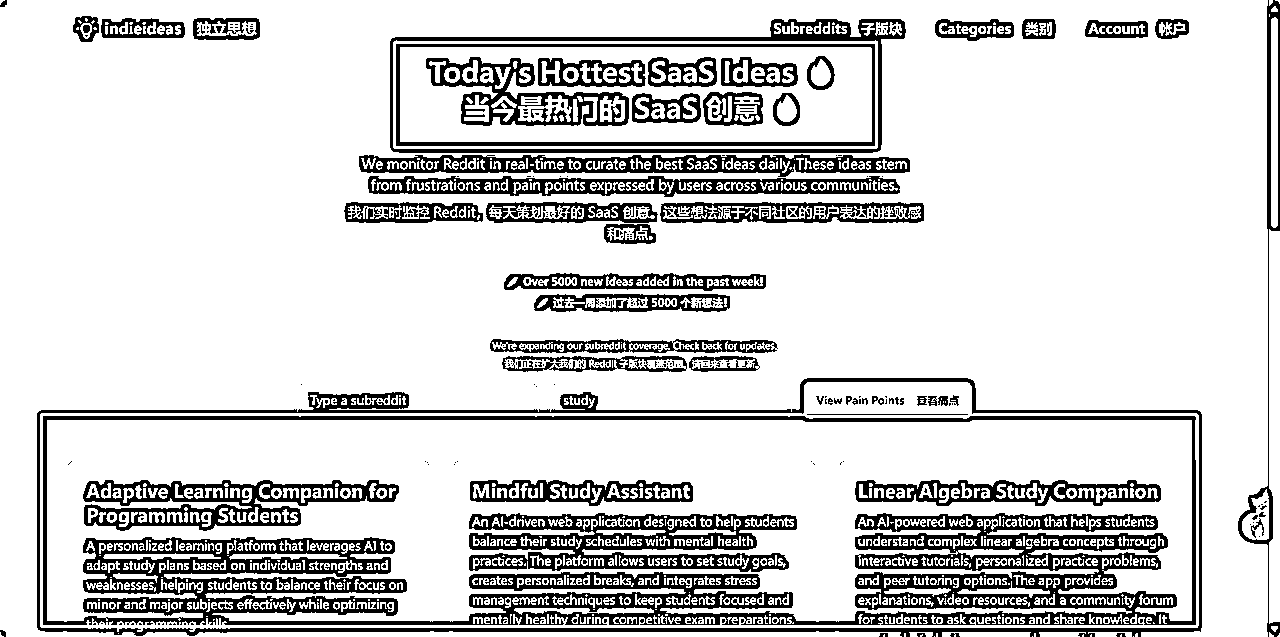 indieideas 独立思想
Subreddits 子版块 Categories 类别 Account 帐户
Today's Hottest SaaS Ideas
当今最热门的 SaaS 创意
We monitor Reddit in real-time to curate the best SaaS ideas daily. These ideas stem
from frustrations and pain points expressed by users across various communities.
我们实时监控 Reddit，每天策划最好的 SaaS 创意。这些想法源于不同社区的用户表达的挫败感
和痛点。
Over 5000 new ideas added in the past week!
过去一周添加了超过 5000 个新想法！
We're expanding our subreddit coverage. Check back for updates.
我们正在扩大我们的 Reddit 子版块覆盖范围。请回来查看更新。
Type a subreddit study View Pain Points 查看痛点
Adaptive Learning Companion for
Programming Students
A personalized learning platform that leverages AI to
adapt study plans based on individual strengths and
weaknesses, helping students to balance their focus on
minor and major subjects effectively while optimizing
their programming skills.
Mindful Study Assistant
An AI-driven web application designed to help students
balance their study schedules with mental health
practices. The platform allows users to set study goals,
creates personalized breaks, and integrates stress
management techniques to keep students focused and
mentally healthy during competitive exam preparations.
Linear Algebra Study Companion
An AI-powered web application that helps students
understand complex linear algebra concepts through
interactive tutorials, personalized practice problems,
and peer tutoring options. The app provides
explanations, video resources, and a community forum
for students to ask questions and share knowledge. It